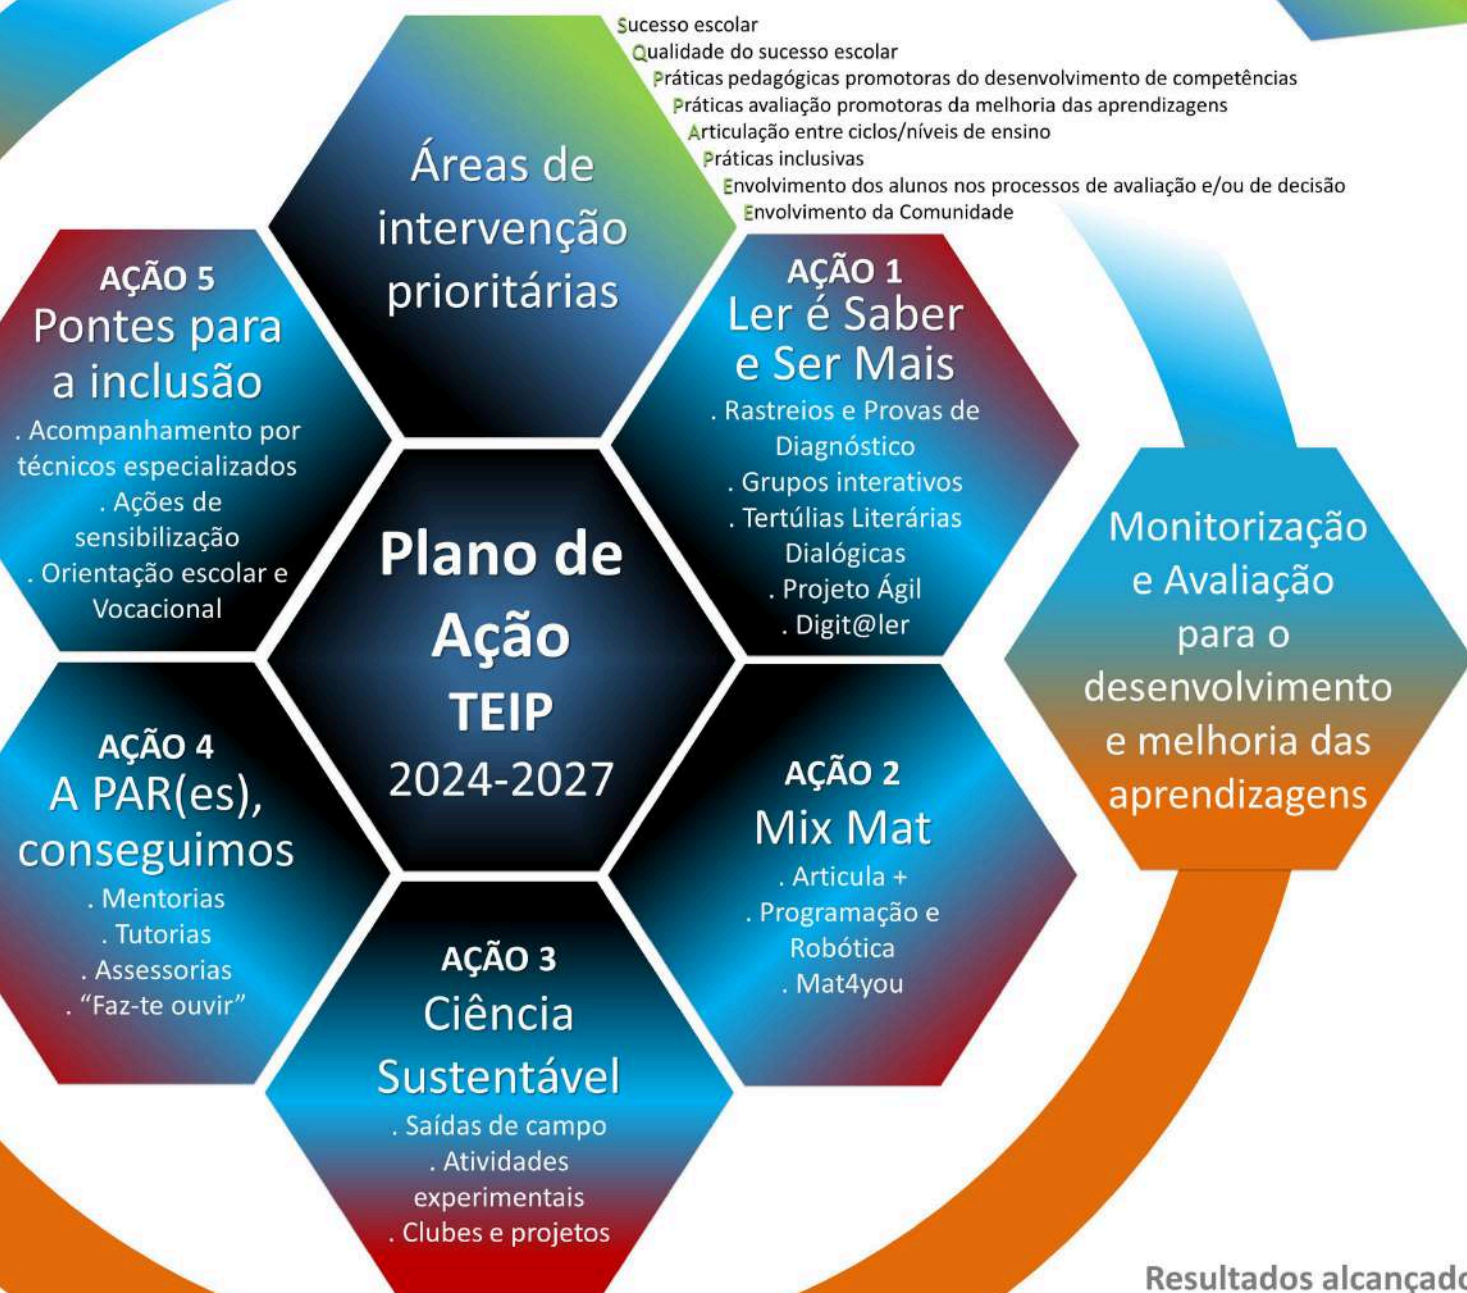 Sucesso escolar
Qualidade do sucesso escolar
Práticas pedagógicas promotoras do desenvolvimento de competências
Práticas avaliação promotoras da melhoria das aprendizagens
Articulação entre ciclos/níveis de ensino
Práticas inclusivas
Envolvimento dos alunos nos processos de avaliação e/ou de decisão
Envolvimento da Comunidade
Áreas de
intervenção
prioritárias
AÇÃO 1
Ler é Saber
e Ser Mais
. Rastreios e Provas de
Diagnóstico
. Grupos interativos
. Tertúlias Literárias
Dialógicas
. Projeto Ágil
. Digit@ler
AÇÃO 2
Mix Mat
. Articula +
. Programação e
Robótica
. Mat4you
AÇÃO 3
Ciência
Sustentável
. Saídas de campo
. Atividades
experimentais
. Clubes e projetos
AÇÃO 4
A PAR(es),
conseguimos
. Mentorias
. Tutorias
. Assessorias
. “Faz-te ouvir”
AÇÃO 5
Pontes para
a inclusão
. Acompanhamento por
técnicos especializados
. Ações de
sensibilização
. Orientação escolar e
Vocacional
Plano de
Ação
TEIP
2024-2027
Monitorização
e Avaliação
para o
desenvolvimento
e melhoria das
aprendizagens
Resultados alcançado